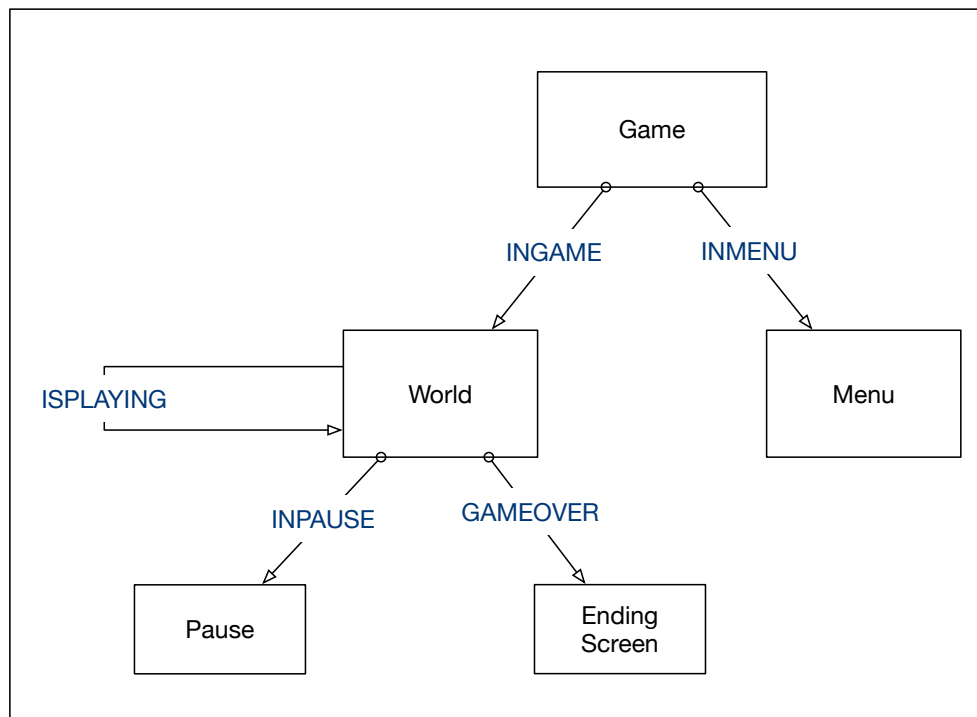 Game
INGAME
INMENU
World
Menu
ISPLAYING
INPAUSE
GAMEOVER
Pause
Ending
Screen